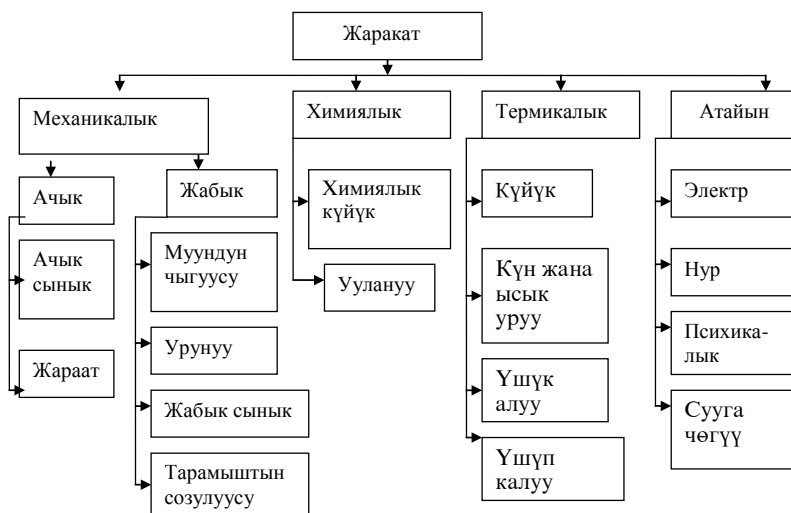 Жаракат
Механикалык
Химиялык
Термикалык
Атайын
Ачык
Ачык
сынык
Жараат
Жабык
Муундун
чыгуусу
Урунуу
Жабык сынык
Тарамыштын
созулуусу
Химиялык
күйүк
Уулануу
Күйүк
Күн жана
ысык
уруу
Үшүк
алуу
Үшүп
калуу
Электр
Нур
Психика-
лык
Сууга
чөгүү